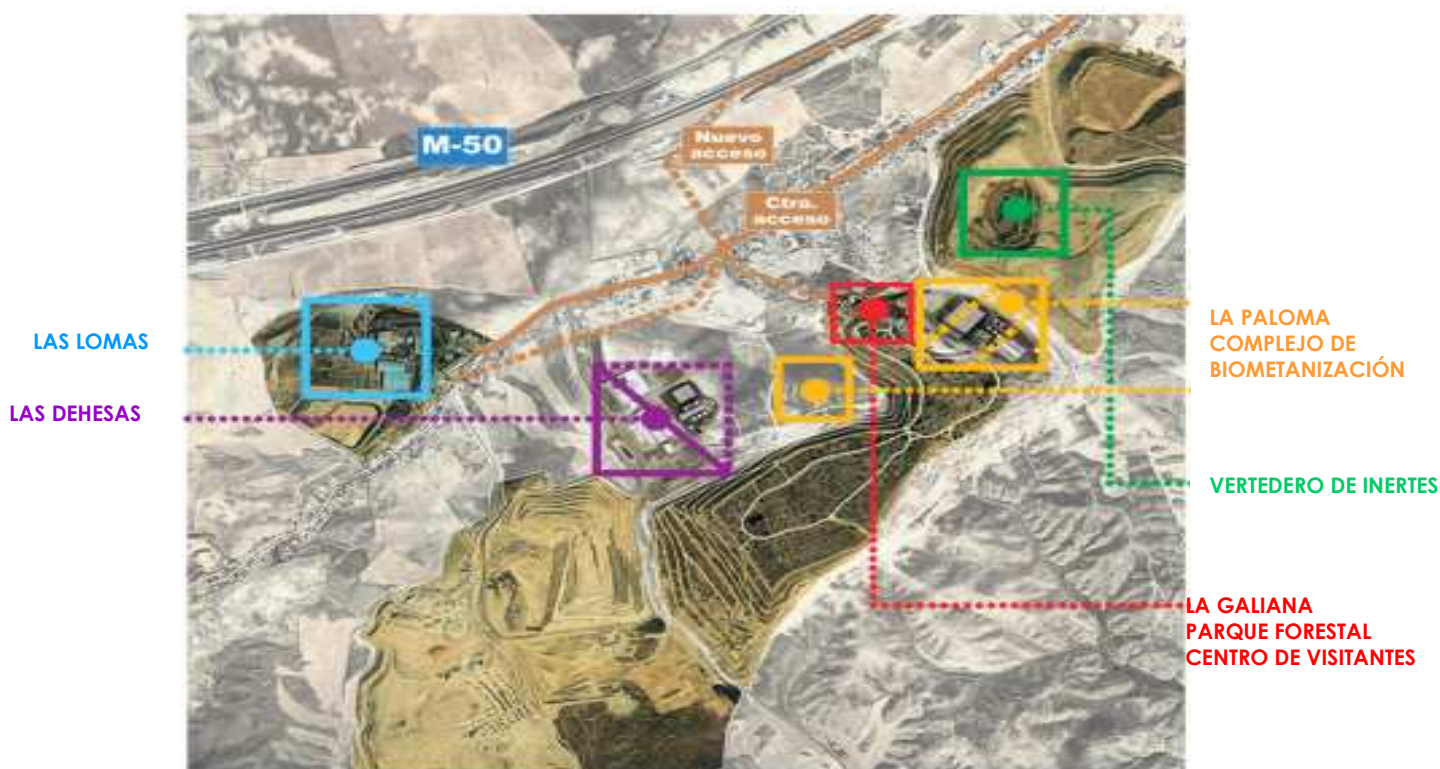 M-50
Nuevo
acceso
Ctra.
acceso
LAS LOMAS
LAS DEHESAS
LA PALOMA
COMPLEJO DE
BIOMETANIZACIÓN
VERTEDERO DE INERTES
LA GALIANA
PARQUE FORESTAL
CENTRO DE VISITANTES